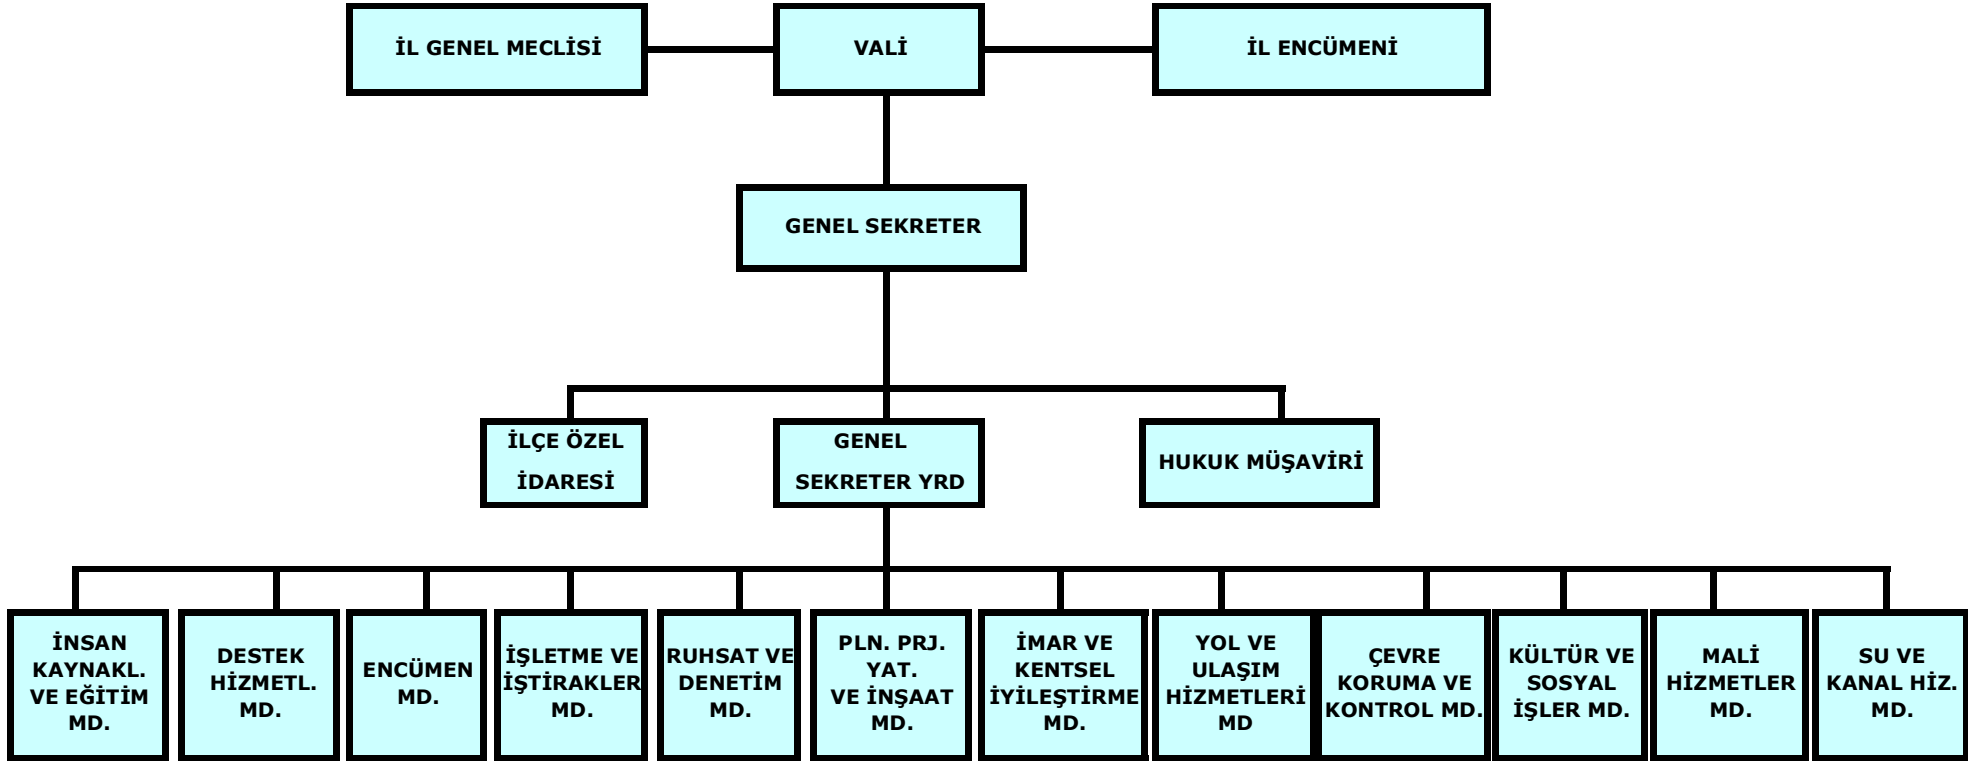 İL GENEL MECLİSİ
VALİ
İL ENCÜMENİ
GENEL SEKRETER
İLÇE ÖZEL
İDARESİ
GENEL
SEKRETER YRD
HUKUK MÜŞAVİRİ
İNSAN
KAYNAKL.
VE EĞİTİM
MD.
DESTEK
HİZMETL.
MD.
ENCÜMEN
MD.
İŞLETME VE
İŞTİRAKLER
MD.
RUHSAT VE
DENETİM
MD.
PLN. PRJ.
YAT.
VE İNŞAAT
MD.
İMAR VE
KENTSEL
İYİLEŞTİRME
MD.
YOL VE
ULAŞIM
HİZMETLERİ
MD
ÇEVRE
KORUMA VE
KONTROL MD.
KÜLTÜR VE
SOSYAL
İŞLER MD.
MALİ
HİZMETLER
MD.
SU VE
KANAL HİZ.
MD.